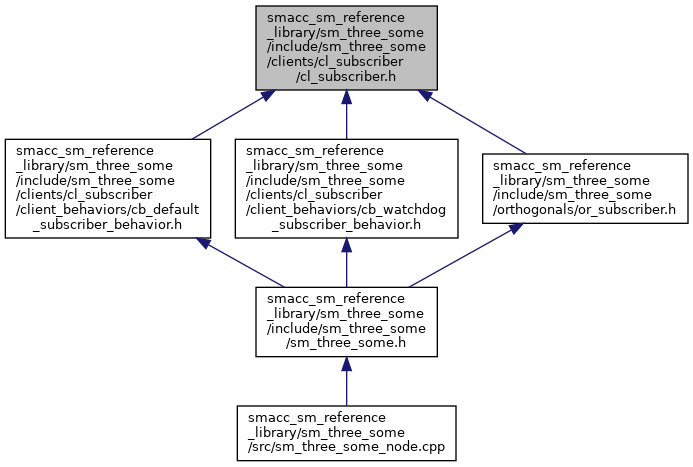 smacc_sm_reference
_library/sm_three_some
/include/sm_three_some
/clients/cl_subscriber
/cl_subscriber.h
smacc_sm_reference
_library/sm_three_some
/include/sm_three_some
/clients/cl_subscriber
/client_behaviors/cb_default
_subscriber_behavior.h
smacc_sm_reference
_library/sm_three_some
/include/sm_three_some
/clients/cl_subscriber
/client_behaviors/cb_watchdog
_subscriber_behavior.h
smacc_sm_reference
_library/sm_three_some
/include/sm_three_some
/orthogonals/or_subscriber.h
smacc_sm_reference
_library/sm_three_some
/include/sm_three_some
/sm_three_some.h
smacc_sm_reference
_library/sm_three_some
/src/sm_three_some_node.cpp